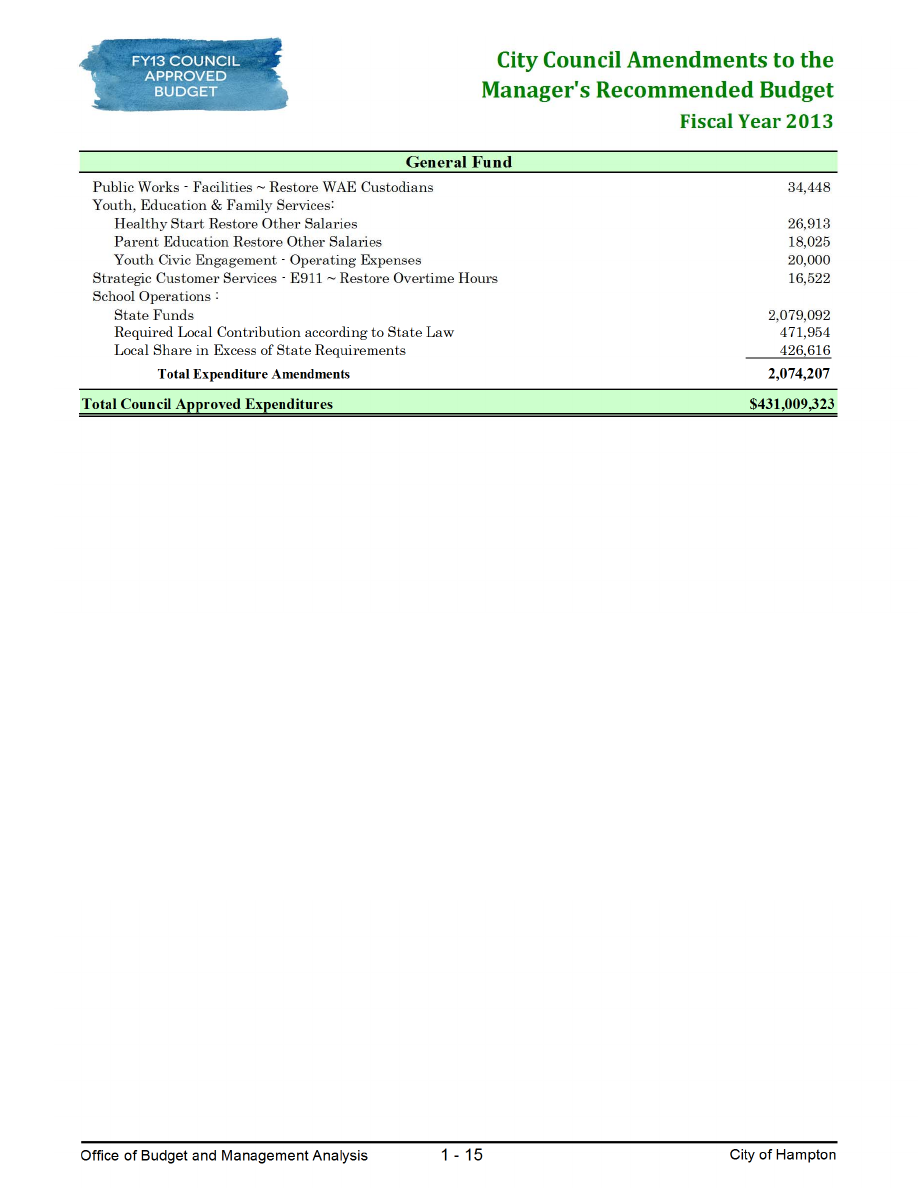 FY13 COUNCIL
APPROVED
BUDGET
City Council Amendments to the
Manager's Recommended Budget
Fiscal Year 2013
General Fund
Public Works - Facilities ~ Restore WAE Custodians 34,448
Youth, Education & Family Services:
Healthy Start Restore Other Salaries 26,913
Parent Education Restore Other Salaries 18,025
Youth Civic Engagement - Operating Expenses 20,000
Strategic Customer Services - E911 ~ Restore Overtime Hours 16,522
School Operations :
State Funds 2,079,092
Required Local Contribution according to State Law 471,954
Local Share in Excess of State Requirements 426,616
Total Expenditure Amendments 2,074,207
Total Council Approved Expenditures $431,009,323
Office of Budget and Management Analysis 1 - 15 City of Hampton